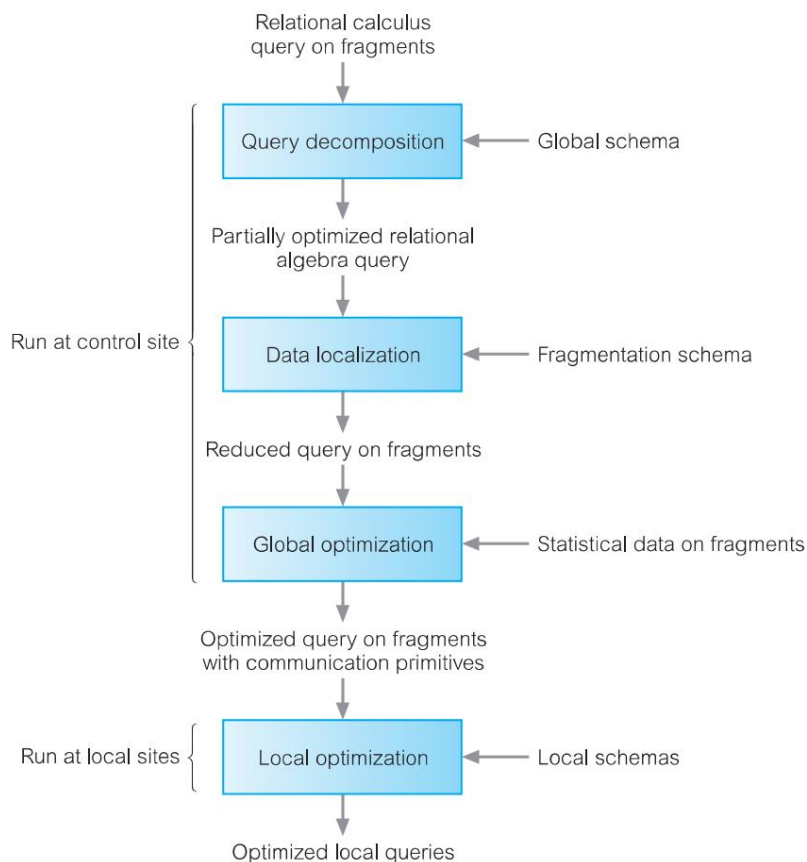 Relational calculus
query on fragments
Query decomposition
Global schema
Partially optimized relational
algebra query
Run at control site
Data localization
Fragmentation schema
Reduced query on fragments
Global optimization
Statistical data on fragments
Optimized query on fragments
with communication primitives
Run at local sites
Local optimization
Local schemas
Optimized local queries